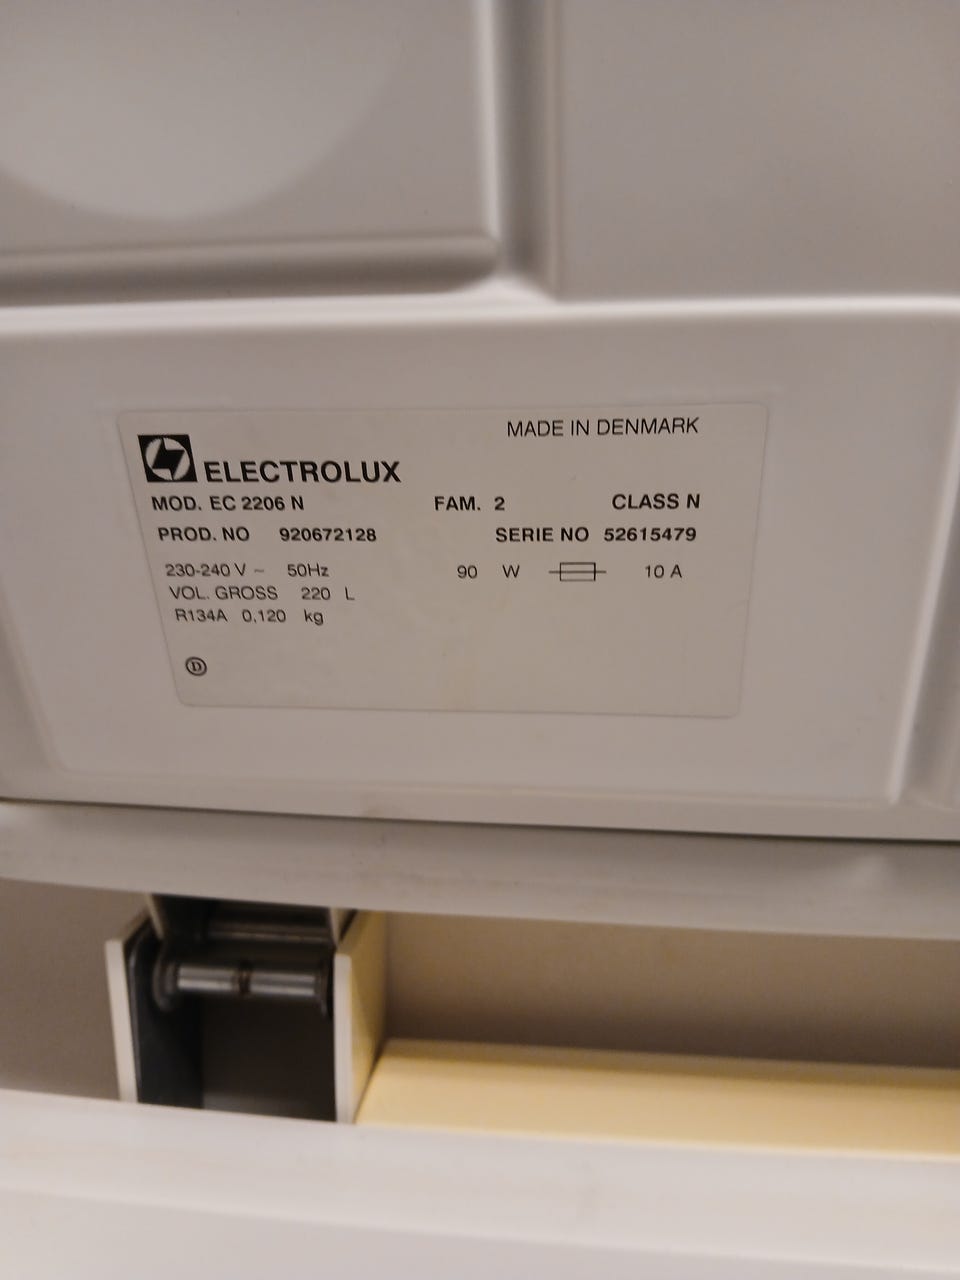 MADE IN DENMARK
ELECTROLUX
MOD. EC 2206 N FAM. 2 CLASS N
PROD. NO 920672128 SERIE NO 52615479
230-240 V ~ 50Hz 90 W 10 A
VOL. GROSS 220 L
R134A 0,120 kg
D